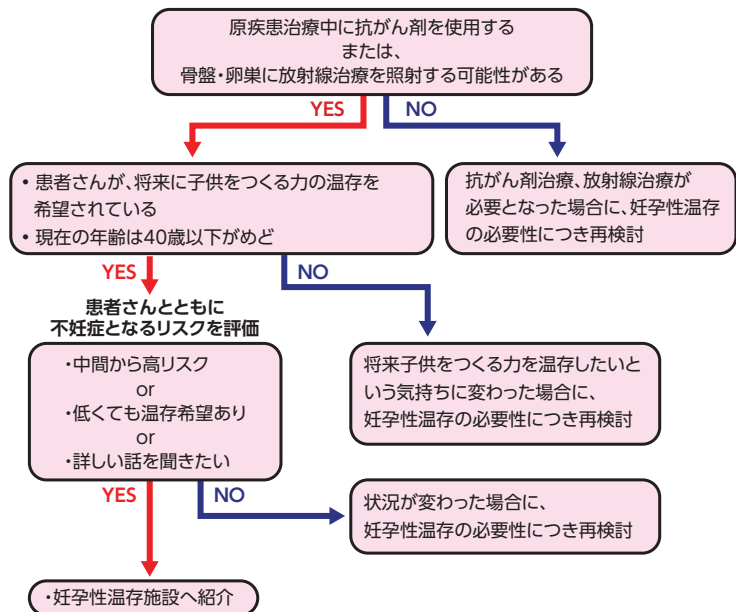 原疾患治療中に抗がん剤を使用する
または、
骨盤・卵巣に放射線治療を照射する可能性がある
YES
NO
• 患者さんが、将来に子供をつくる力の温存を
希望されている
• 現在の年齢は40歳以下がめど
抗がん剤治療、放射線治療が
必要となった場合に、妊孕性温存
の必要性につき再検討
YES
NO
患者さんとともに
不妊症となるリスクを評価
・中間から高リスク
or
・低くても温存希望あり
or
・詳しい話を聞きたい
将来子供をつくる力を温存したいと
いう気持ちに変わった場合に、
妊孕性温存の必要性につき再検討
YES
NO
状況が変わった場合に、
妊孕性温存の必要性につき再検討
・妊孕性温存施設へ紹介